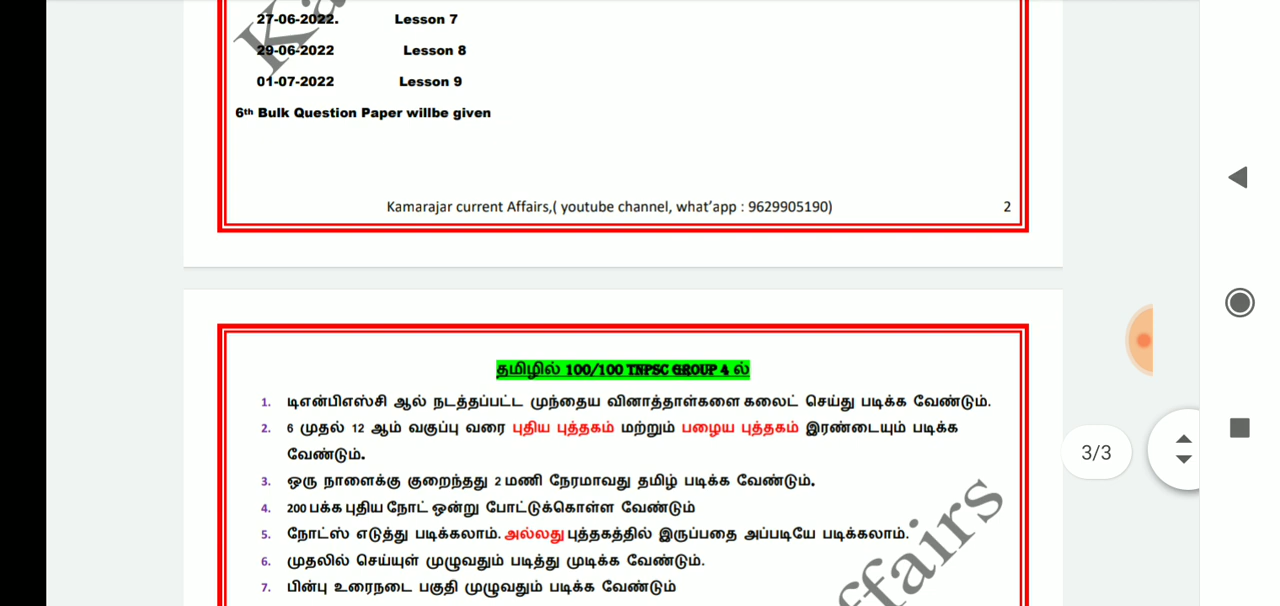 27-06-2022. Lesson 7
29-06-2022 Lesson 8
01-07-2022 Lesson 9
6th Bulk Question Paper willbe given
Kamarajar current Affairs,( youtube channel, what'app : 9629905190) 2
தமிழில் 100/100 TNPSC GROUP 4 ல்
1. டிஎன்பிஎஸ்சி ஆல் நடத்தப்பட்ட முந்தைய வினாத்தாள்களை கலைட் செய்து படிக்க வேண்டும்.
2. 6 முதல் 12 ஆம் வகுப்பு வரை புதிய புத்தகம் மற்றும் பழைய புத்தகம் இரண்டையும் படிக்க
வேண்டும்.
3/3
3. ஒரு நாளைக்கு குறைந்தது 2 மணி நேரமாவது தமிழ் படிக்க வேண்டும்.
4. 200 பக்க புதிய நோட் ஒன்று போட்டுக்கொள்ள வேண்டும்
5. நோட்ஸ் எடுத்து படிக்கலாம். அல்லது புத்தகத்தில் இருப்பதை அப்படியே படிக்கலாம்.
6. முதலில் செய்யுள் முழுவதும் படித்து முடிக்க வேண்டும்.
7. பின்பு உரைநடை பகுதி முழுவதும் படிக்க வேண்டும்